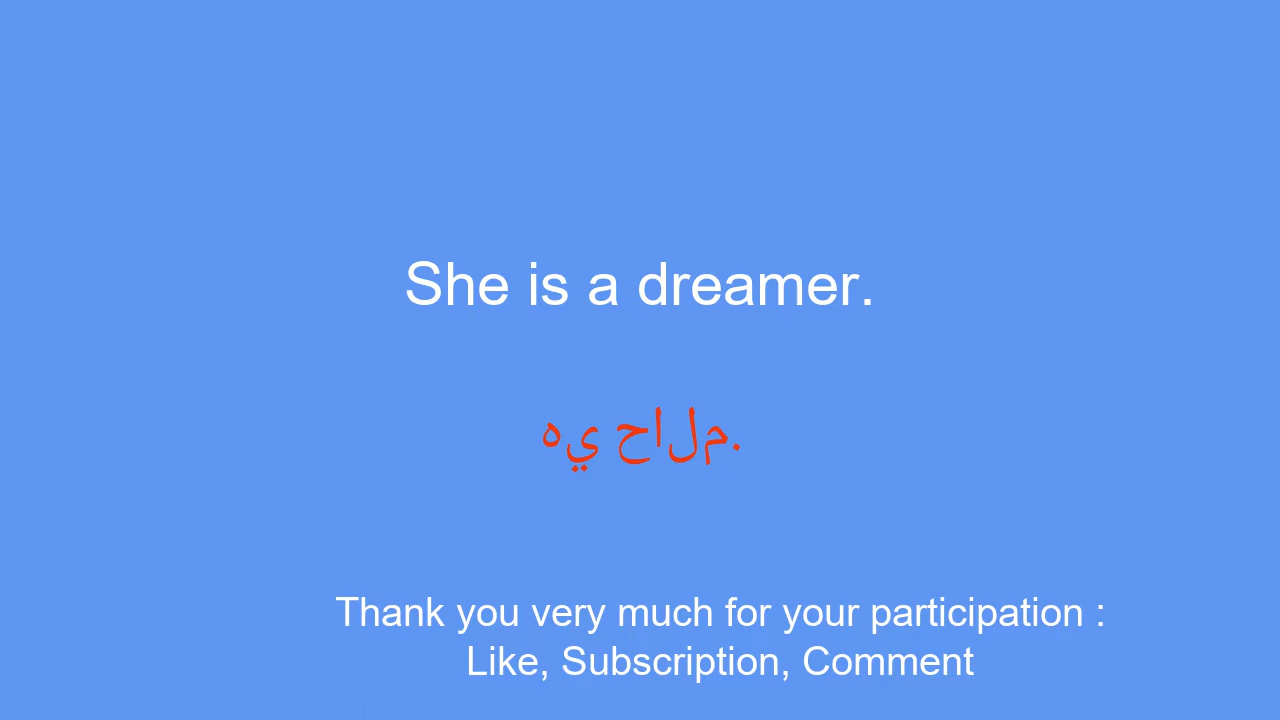 She is a dreamer.
هي حالم.
Thank you very much for your participation :
Like, Subscription, Comment